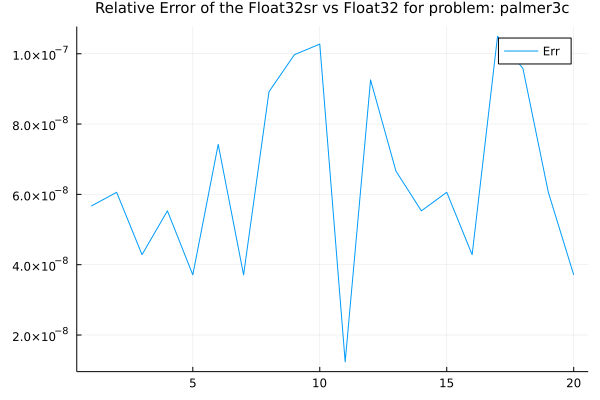 Relative Error of the Float32sr vs Float32 for problem: palmer3c
Err
1.0×10⁻⁷
8.0×10⁻⁸
6.0×10⁻⁸
4.0×10⁻⁸
2.0×10⁻⁸
5 10 15 20